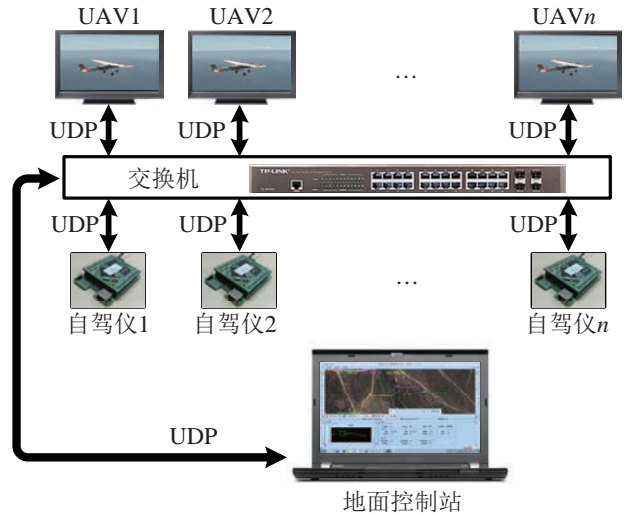 UAV1 UAV2 UAVn
…
UDP UDP UDP
交换机 TP-LINK
UDP UDP UDP
…
自驾仪1 自驾仪2 自驾仪n
UDP
地面控制站